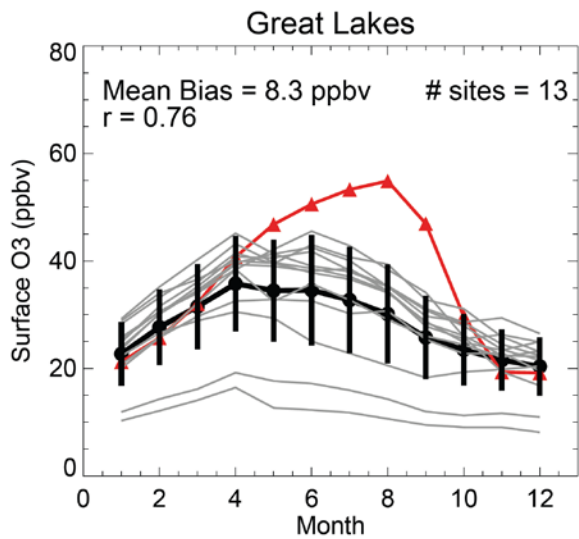 Great Lakes
80
Mean Bias = 8.3 ppbv # sites = 13
r = 0.76
60
Surface O3 (ppbv)
40
20
0
0 2 4 6 8 10 12
Month